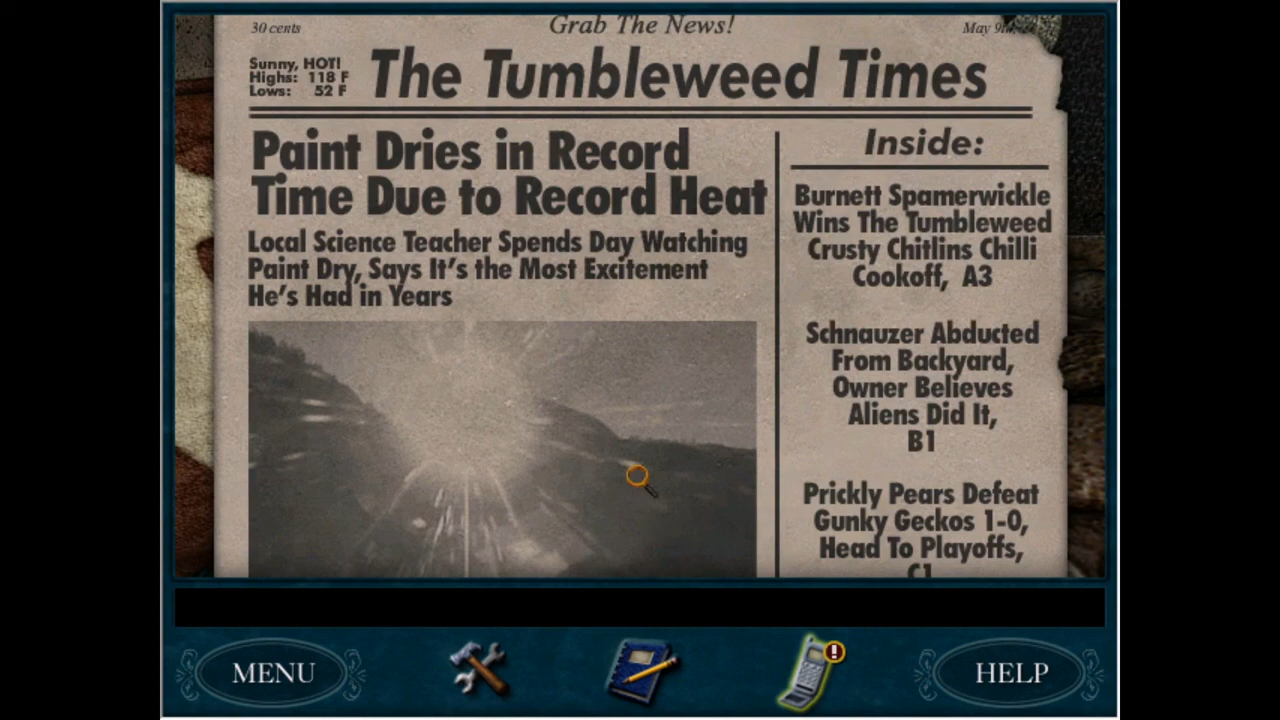 30 cents
Grab The News!
May 9th,
Sunny, HOT!
Highs: 118 F
Lows: 52 F
The Tumbleweed Times
Paint Dries in Record
Time Due to Record Heat
Local Science Teacher Spends Day Watching
Paint Dry, Says It's the Most Excitement
He's Had in Years
Inside:
Burnett Spamerwickle
Wins The Tumbleweed
Crusty Chitlins Chilli
Cookoff, A3
Schnauzer Abducted
From Backyard,
Owner Believes
Aliens Did It,
B1
Prickly Pears Defeat
Gunky Geckos 1-0,
Head To Playoffs,
C1
MENU
HELP